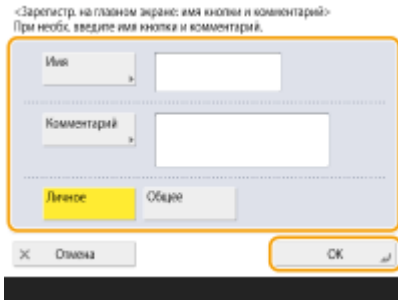 <Зарегистр. на главном экране: имя кнопки и комментарий>
При необх. введите имя кнопки и комментарий.
Имя
Комментарий
Личное
Общее
× Отмена
OK